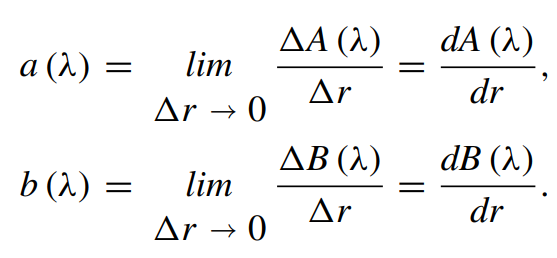 a (λ) = lim Δr → 0 ΔA (λ) / Δr = dA (λ) / dr ,
b (λ) = lim Δr → 0 ΔB (λ) / Δr = dB (λ) / dr .